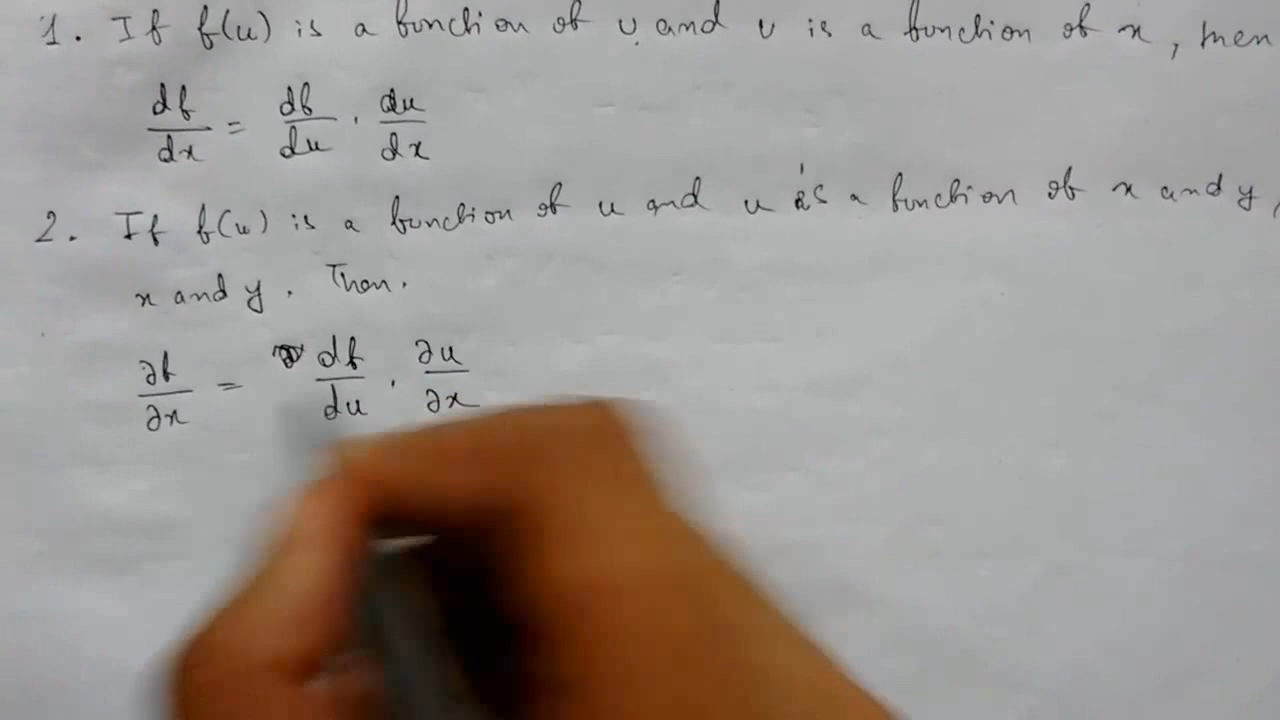 1. If f(u) is a function of u and u is a function of x, then
df/dx = df/du . du/dx
2. If f(u) is a function of u and u is a function of x and y,
x and y. Then.
∂f/∂x = df/du . ∂u/∂x